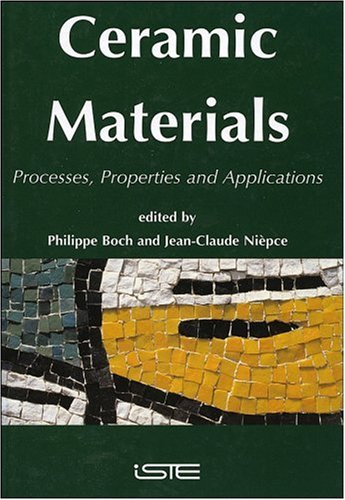 Ceramic
Materials
Processes, Properties and Applications
edited by
Philippe Boch and Jean-Claude Nièpce
iSTE